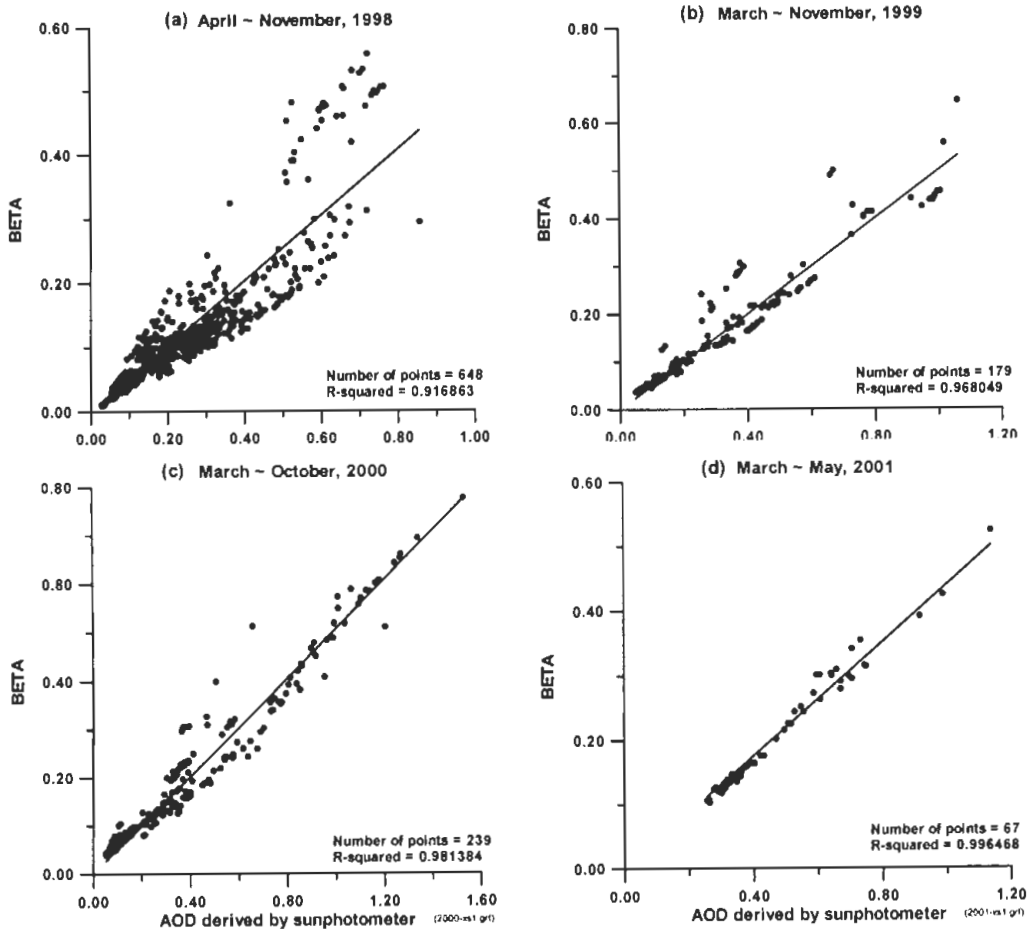 (a) April ~ November, 1998
0.60
0.40
0.20
0.00
BETA
Number of points = 648
R-squared = 0.916863
0.00 0.20 0.40 0.60 0.80 1.00
(b) March ~ November, 1999
0.80
0.60
0.40
0.20
0.00
BETA
Number of points = 179
R-squared = 0.968049
0.00 0.40 0.80 1.20
(c) March ~ October, 2000
0.80
0.60
0.40
0.20
0.00
BETA
Number of points = 239
R-squared = 0.981384
0.00 0.40 0.80 1.20 1.60
AOD derived by sunphotometer (2000-xs1 grf)
(d) March ~ May, 2001
0.60
0.40
0.20
0.00
BETA
Number of points = 67
R-squared = 0.996468
0.00 0.40 0.80 1.20
AOD derived by sunphotometer (2001-xs1 grf)